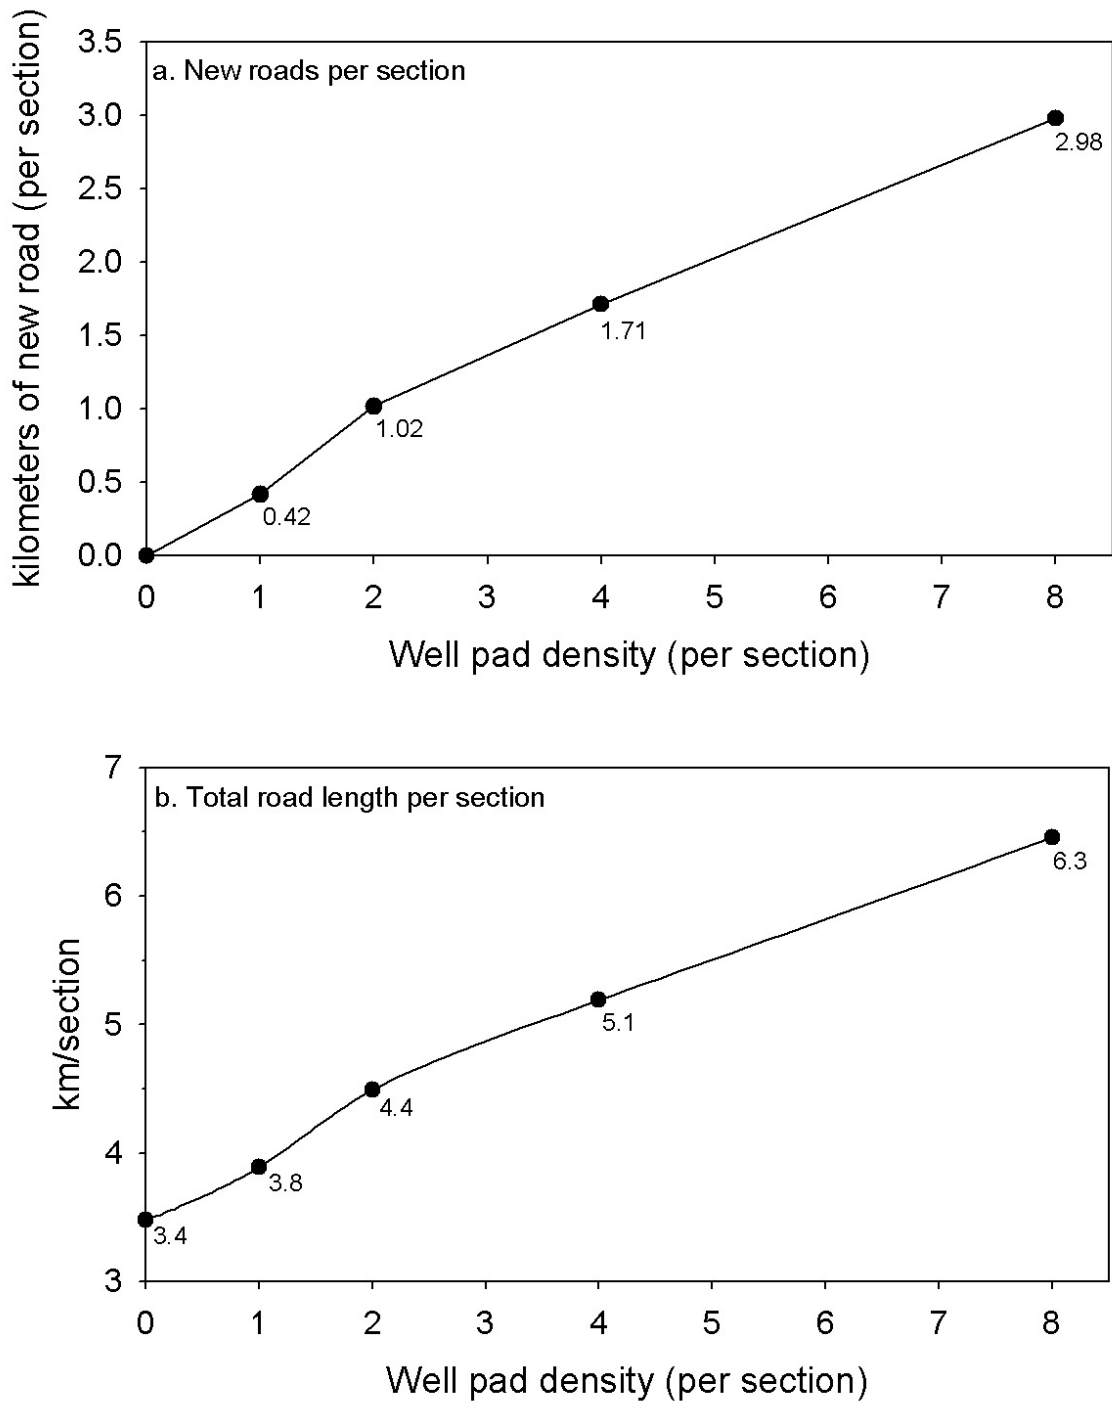 kilometers of new road (per section)
3.5
a. New roads per section
3.0
2.98
2.5
2.0
1.71
1.5
1.0
1.02
0.5
0.42
0.0
0 1 2 3 4 5 6 7 8
Well pad density (per section)
km/section
7
b. Total road length per section
6.3
6
5
5.1
4.4
4
3.8
3.4
3
0 1 2 3 4 5 6 7 8
Well pad density (per section)